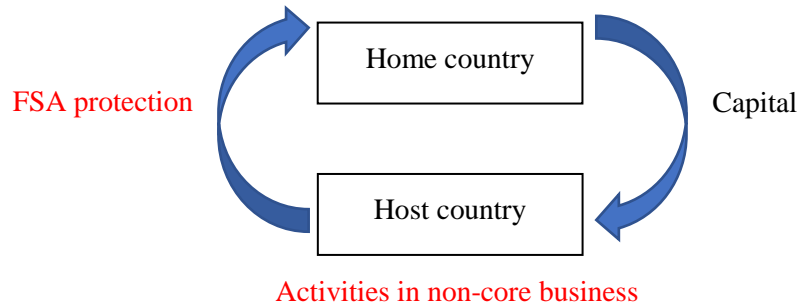 Home country
FSA protection
Capital
Host country
Activities in non-core business